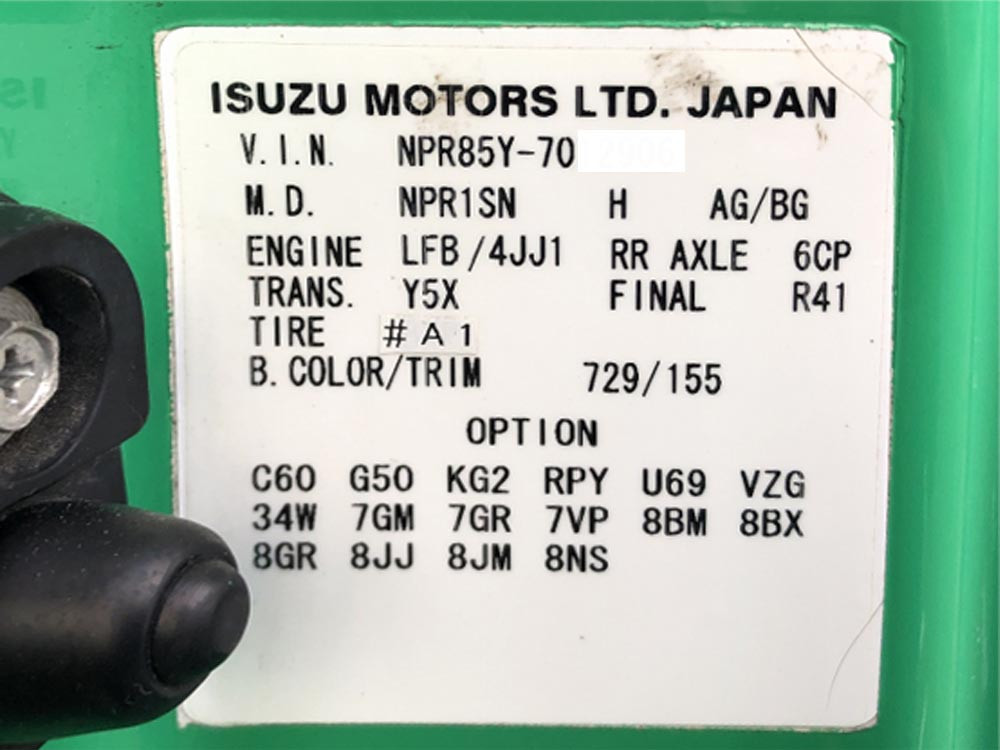 ISUZU MOTORS LTD. JAPAN
V.I.N. NPR85Y-70
M.D. NPR1SN H AG/BG
ENGINE LFB/4JJ1 RR AXLE 6CP
TRANS. Y5X FINAL R41
TIRE #A1
B.COLOR/TRIM 729/155
OPTION
C60 G50 KG2 RPY U69 VZG
34W 7GM 7GR 7VP 8BM 8BX
8GR 8JJ 8JM 8NS